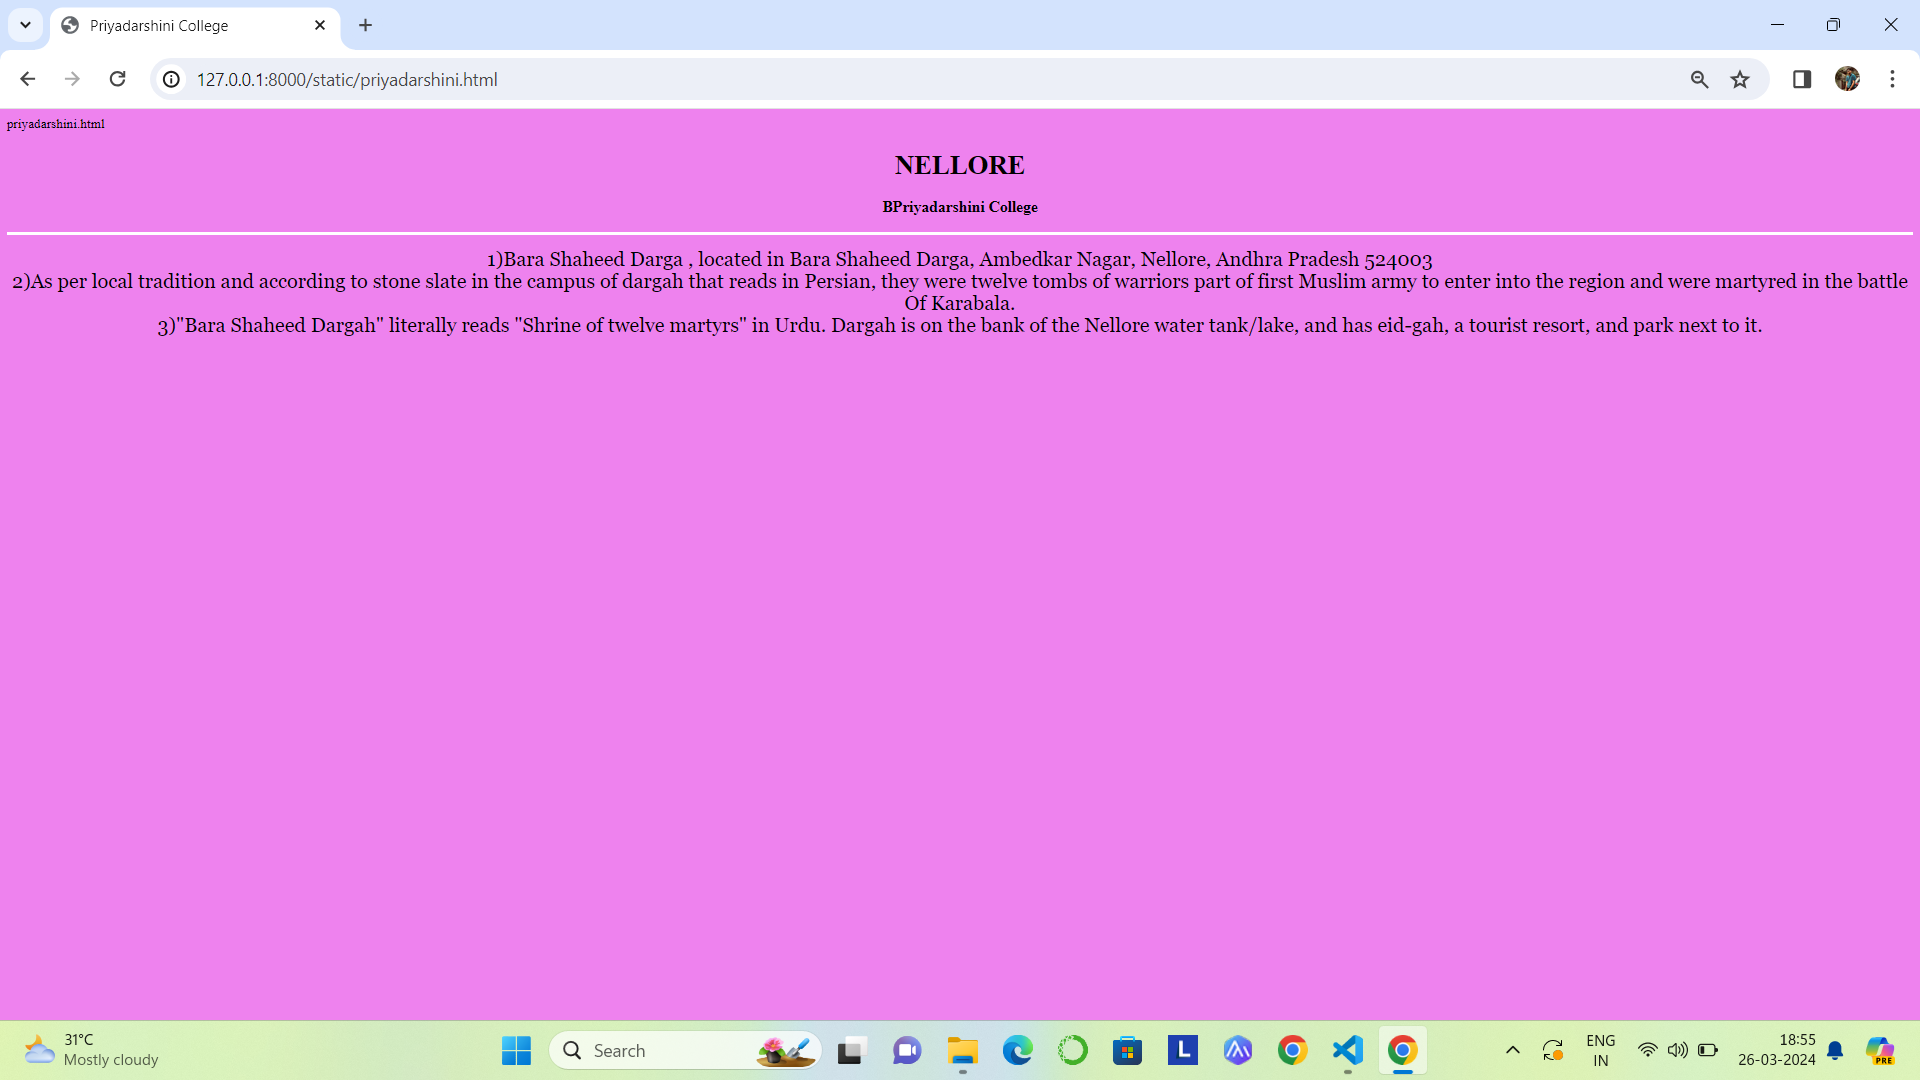 Priyadarshini College
127.0.0.1:8000/static/priyadarshini.html
priyadarshini.html
NELLORE
BPriyadarshini College
1)Bara Shaheed Darga , located in Bara Shaheed Darga, Ambedkar Nagar, Nellore, Andhra Pradesh 524003
2)As per local tradition and according to stone slate in the campus of dargah that reads in Persian, they were twelve tombs of warriors part of first Muslim army to enter into the region and were martyred in the battle
Of Karabala.
3)"Bara Shaheed Dargah" literally reads "Shrine of twelve martyrs" in Urdu. Dargah is on the bank of the Nellore water tank/lake, and has eid-gah, a tourist resort, and park next to it.
31°C
Mostly cloudy
Search
L
ENG
IN
18:55
26-03-2024
PRE